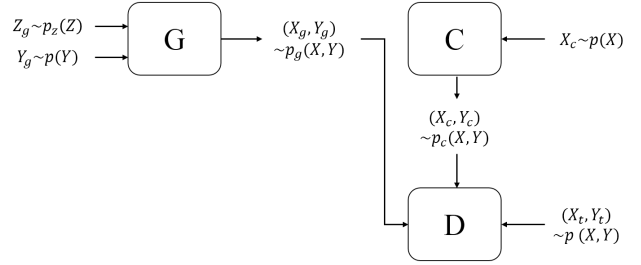 Z_g~p_z(Z)
Y_g~p(Y)
G
(X_g, Y_g)
~p_g(X, Y)
C
X_c~p(X)
(X_c, Y_c)
~p_c(X, Y)
D
(X_t, Y_t)
~p (X, Y)